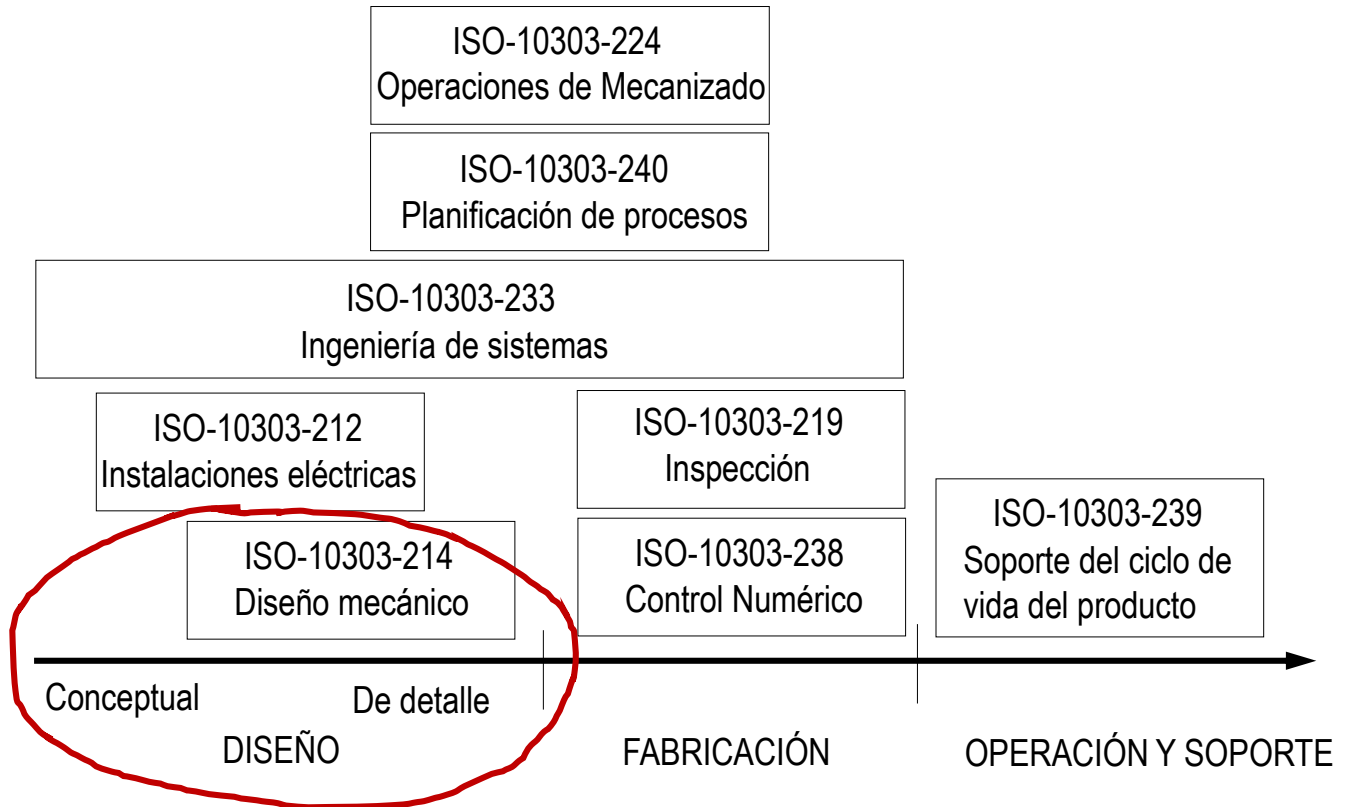 ISO-10303-224
Operaciones de Mecanizado
ISO-10303-240
Planificación de procesos
ISO-10303-233
Ingeniería de sistemas
ISO-10303-212
Instalaciones eléctricas
ISO-10303-219
Inspección
ISO-10303-214
Diseño mecánico
ISO-10303-238
Control Numérico
ISO-10303-239
Soporte del ciclo de
vida del producto
Conceptual
De detalle
DISEÑO
FABRICACIÓN
OPERACIÓN Y SOPORTE